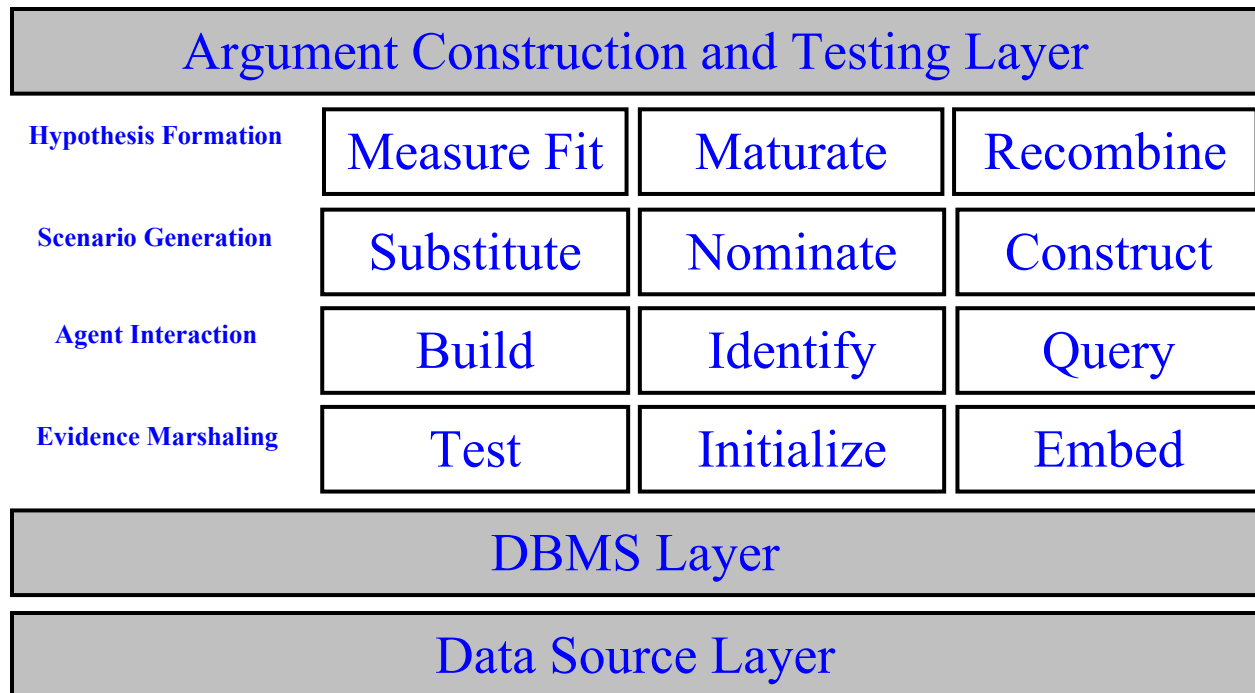 Argument Construction and Testing Layer
Hypothesis Formation Measure Fit Maturate Recombine
Scenario Generation Substitute Nominate Construct
Agent Interaction Build Identify Query
Evidence Marshaling Test Initialize Embed
DBMS Layer
Data Source Layer